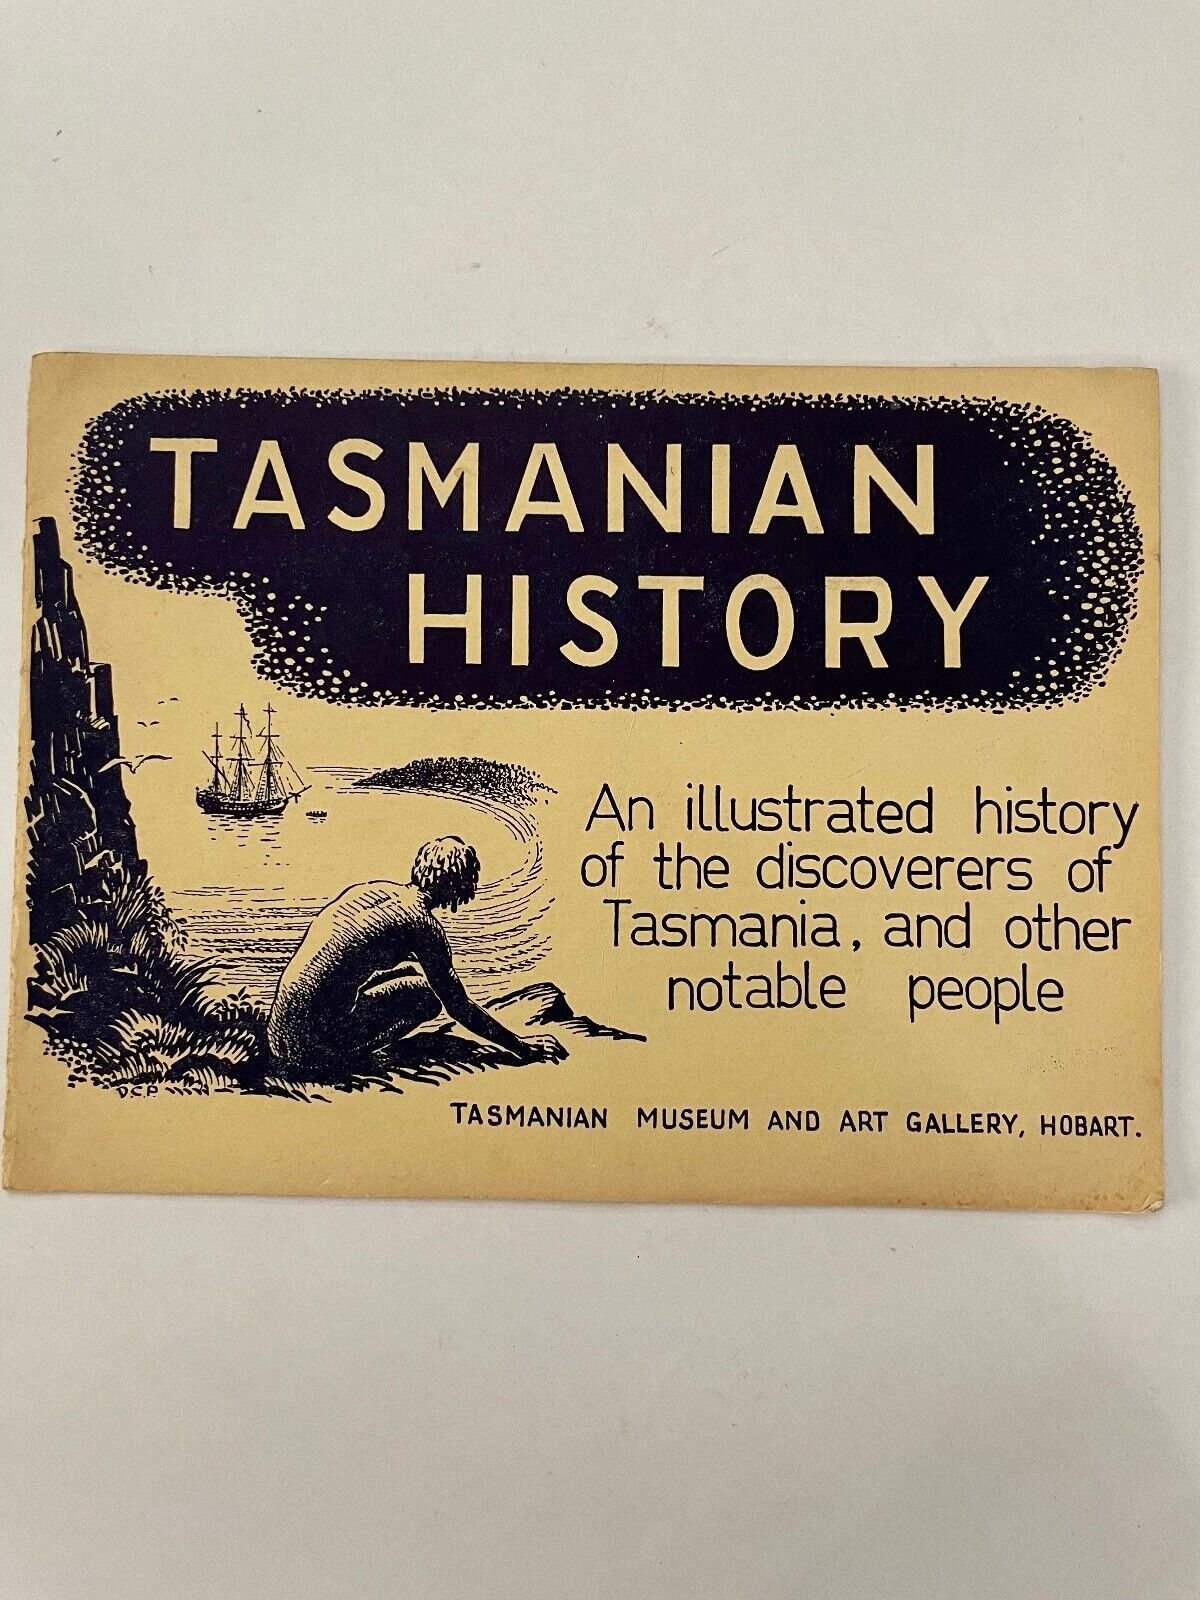 TASMANIAN
HISTORY
An illustrated history
of the discoverers of
Tasmania, and other
notable people
D.C.P.
TASMANIAN MUSEUM AND ART GALLERY, HOBART.